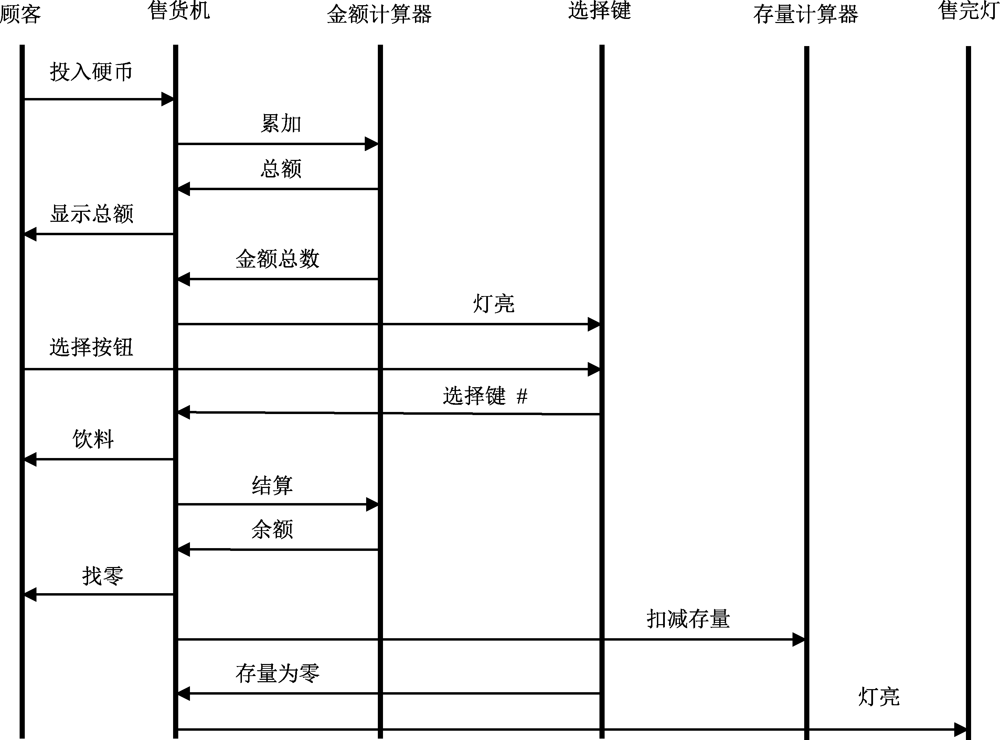 顾客 售货机 金额计算器 选择键 存量计算器 售完灯
投入硬币
累加
总额
显示总额
金额总数
灯亮
选择按钮
选择键 #
饮料
结算
余额
找零
扣减存量
存量为零
灯亮